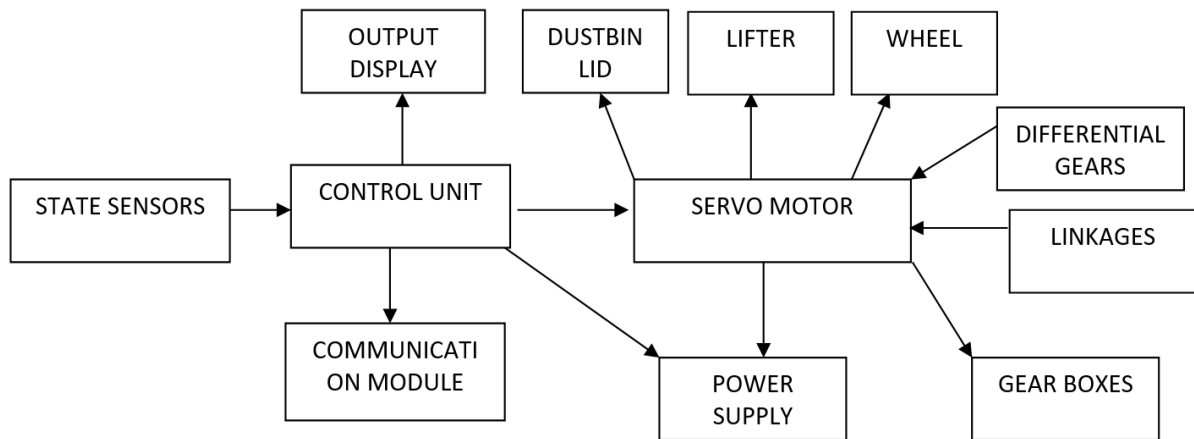 OUTPUT
DISPLAY
DUSTBIN
LID
LIFTER
WHEEL
DIFFERENTIAL
GEARS
STATE SENSORS
CONTROL UNIT
SERVO MOTOR
LINKAGES
COMMUNICATI
ON MODULE
POWER
SUPPLY
GEAR BOXES